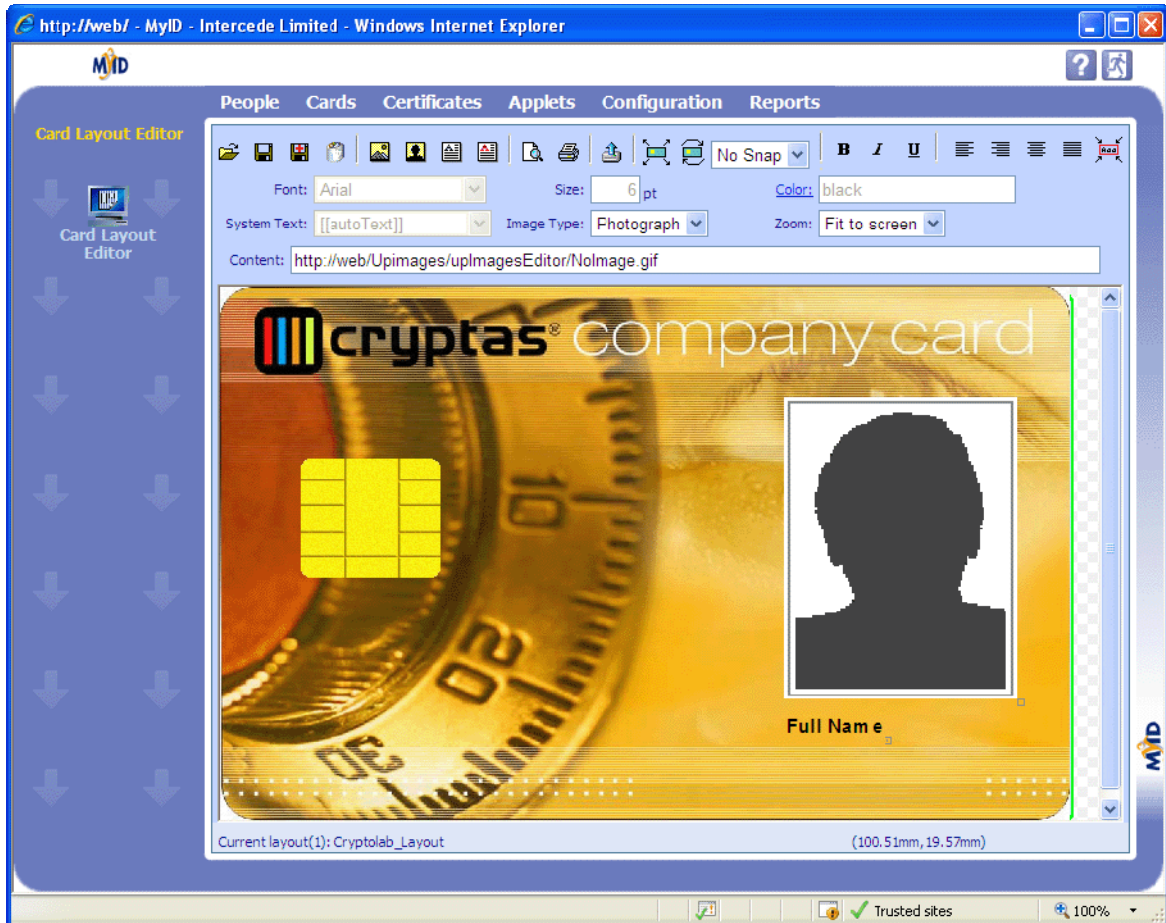 http://web/ - MyID - Intercede Limited - Windows Internet Explorer
MyID
?
People Cards Certificates Applets Configuration Reports
Card Layout Editor
No Snap B I U Add
Font: Arial Size: 6 pt Color: black
System Text: [[autoText]] Image Type: Photograph Zoom: Fit to screen
Card Layout
Editor
Content: http://web/Upimages/upImagesEditor/NoImage.gif
cryptas® company card
10
20
30
Full Name
MyID
Current layout(1): Cryptolab_Layout (100.51mm,19.57mm)
Trusted sites 100%